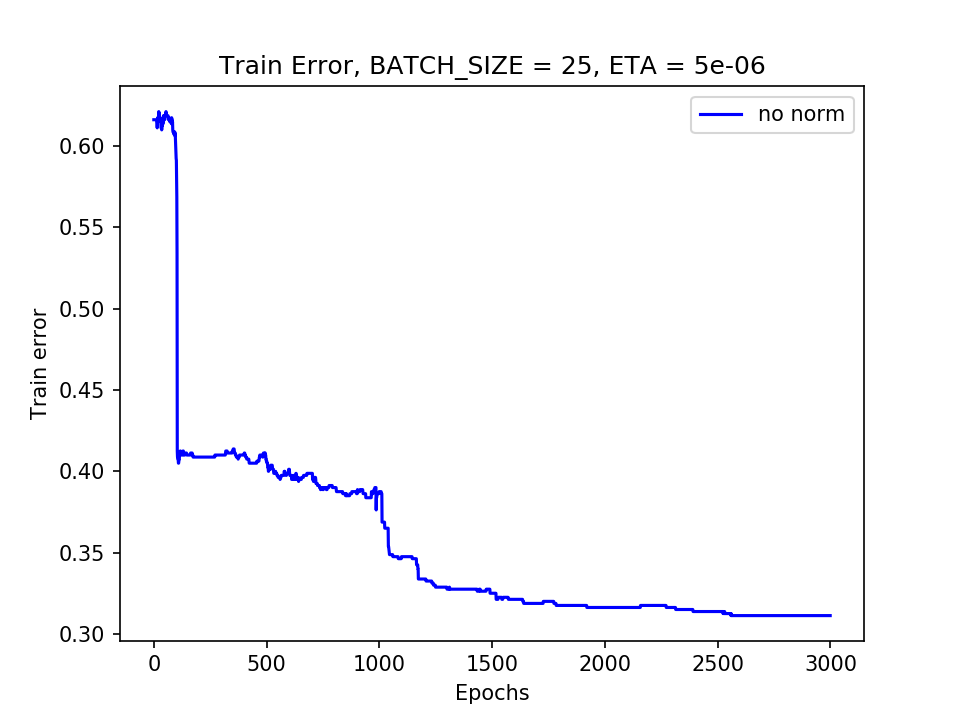 Train Error, BATCH_SIZE = 25, ETA = 5e-06
no norm
0.60
0.55
0.50
0.45
0.40
0.35
0.30
Train error
0 500 1000 1500 2000 2500 3000
Epochs